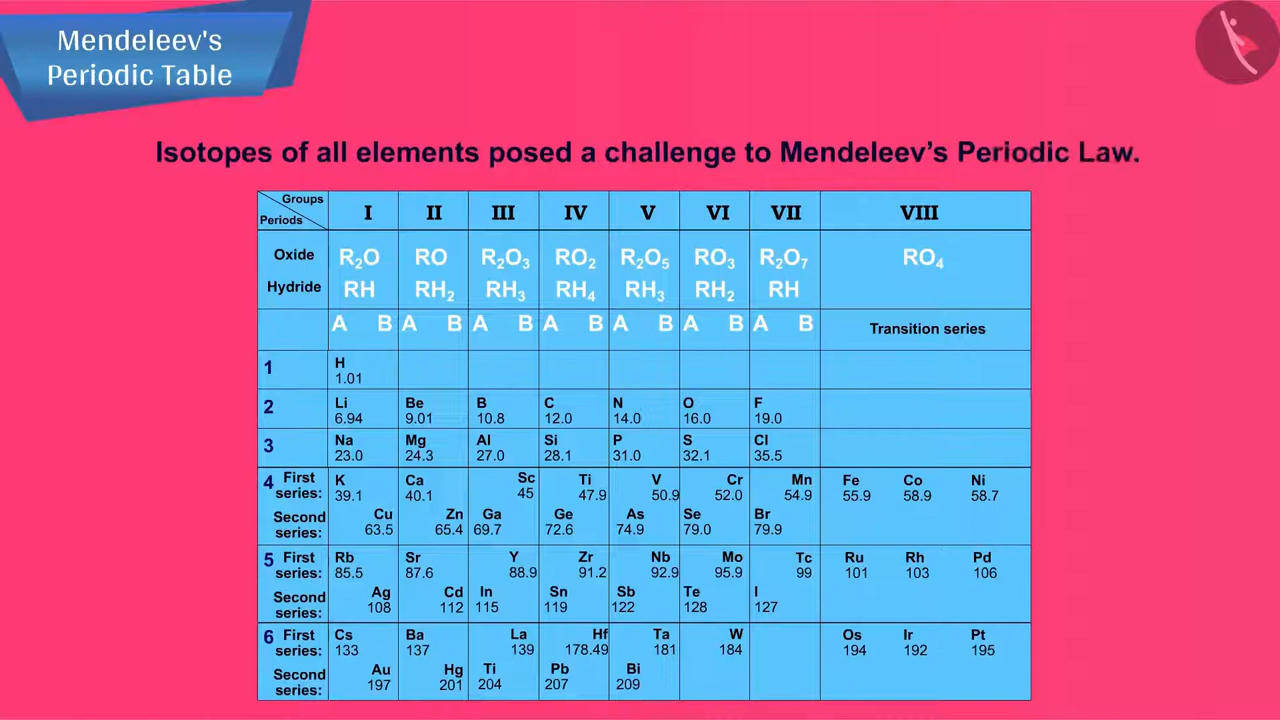 Mendeleev's
Periodic Table
Isotopes of all elements posed a challenge to Mendeleev's Periodic Law.
Groups
Periods I II III IV V VI VII VIII
Oxide R₂O RO R₂O₃ RO₂ R₂O₅ RO₃ R₂O₇ RO₄
Hydride RH RH₂ RH₃ RH₄ RH₃ RH₂ RH
A B A B A B A B A B A B A B Transition series
1 H
1.01
2 Li Be B C N O F
6.94 9.01 10.8 12.0 14.0 16.0 19.0
3 Na Mg Al Si P S Cl
23.0 24.3 27.0 28.1 31.0 32.1 35.5
4 First K Ca Sc Ti V Cr Mn Fe Co Ni
series: 39.1 40.1 45 47.9 50.9 52.0 54.9 55.9 58.9 58.7
Second Cu Zn Ga Ge As Se Br
series: 63.5 65.4 69.7 72.6 74.9 79.0 79.9
5 First Rb Sr Y Zr Nb Mo Tc Ru Rh Pd
series: 85.5 87.6 88.9 91.2 92.9 95.9 99 101 103 106
Second Ag Cd In Sn Sb Te I
series: 108 112 115 119 122 128 127
6 First Cs Ba La Hf Ta W Os Ir Pt
series: 133 137 139 178.49 181 184 194 192 195
Second Au Hg Ti Pb Bi
series: 197 201 204 207 209